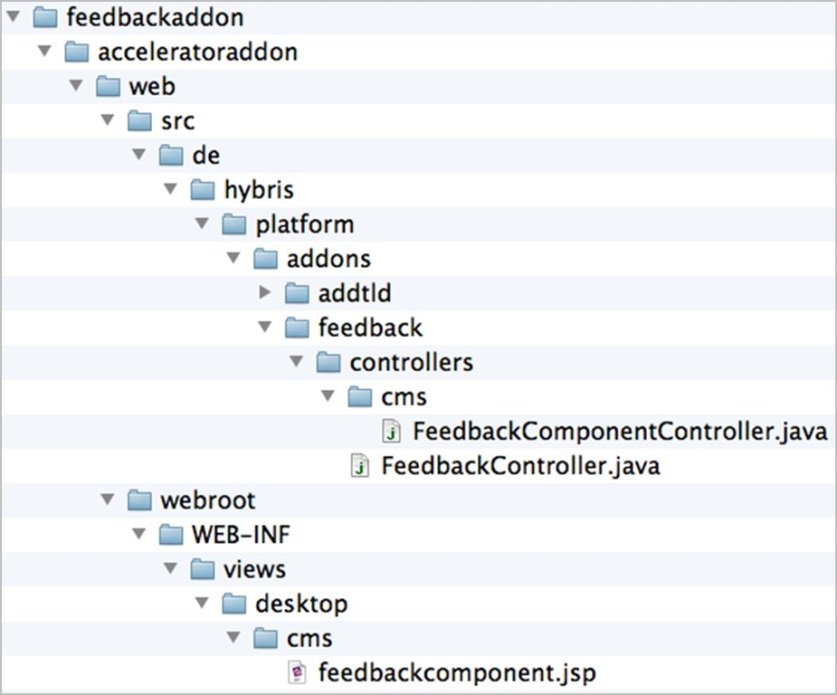 feedbackaddon
acceleratoraddon
web
src
de
hybris
platform
addons
addtld
feedback
controllers
cms
FeedbackComponentController.java
FeedbackController.java
webroot
WEB-INF
views
desktop
cms
feedbackcomponent.jsp